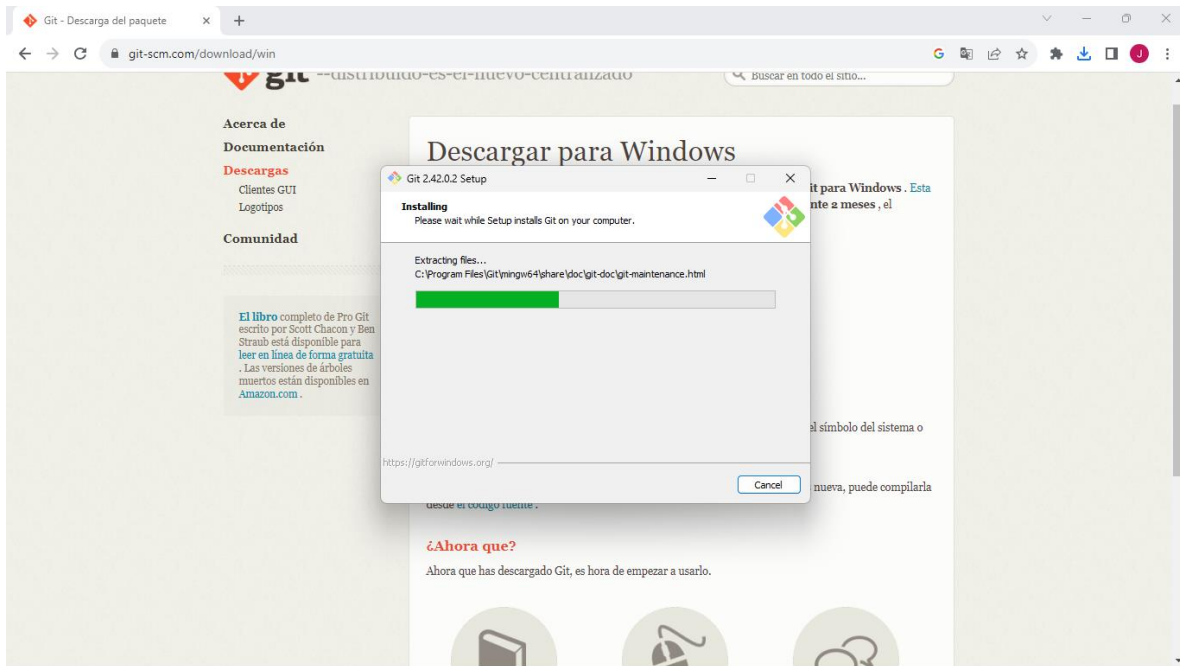 Git - Descarga del paquete
git-scm.com/download/win
G
J
git --distribuido-es-el-nuevo-centralizado
Buscar en todo el sitio...
Acerca de
Documentación
Descargas
Clientes GUI
Logotipos
Comunidad
El libro completo de Pro Git
escrito por Scott Chacon y Ben
Straub está disponible para
leer en línea de forma gratuita
. Las versiones de árboles
muertos están disponibles en
Amazon.com .
Descargar para Windows
it para Windows . Esta
nte 2 meses , el
Git 2.42.0.2 Setup
Installing
Please wait while Setup installs Git on your computer.
Extracting files...
C:\Program Files\Git\mingw64\share\doc\git-doc\git-maintenance.html
https://gitforwindows.org/
Cancel
el símbolo del sistema o
nueva, puede compilarla
desde el código fuente .
¿Ahora que?
Ahora que has descargado Git, es hora de empezar a usarlo.